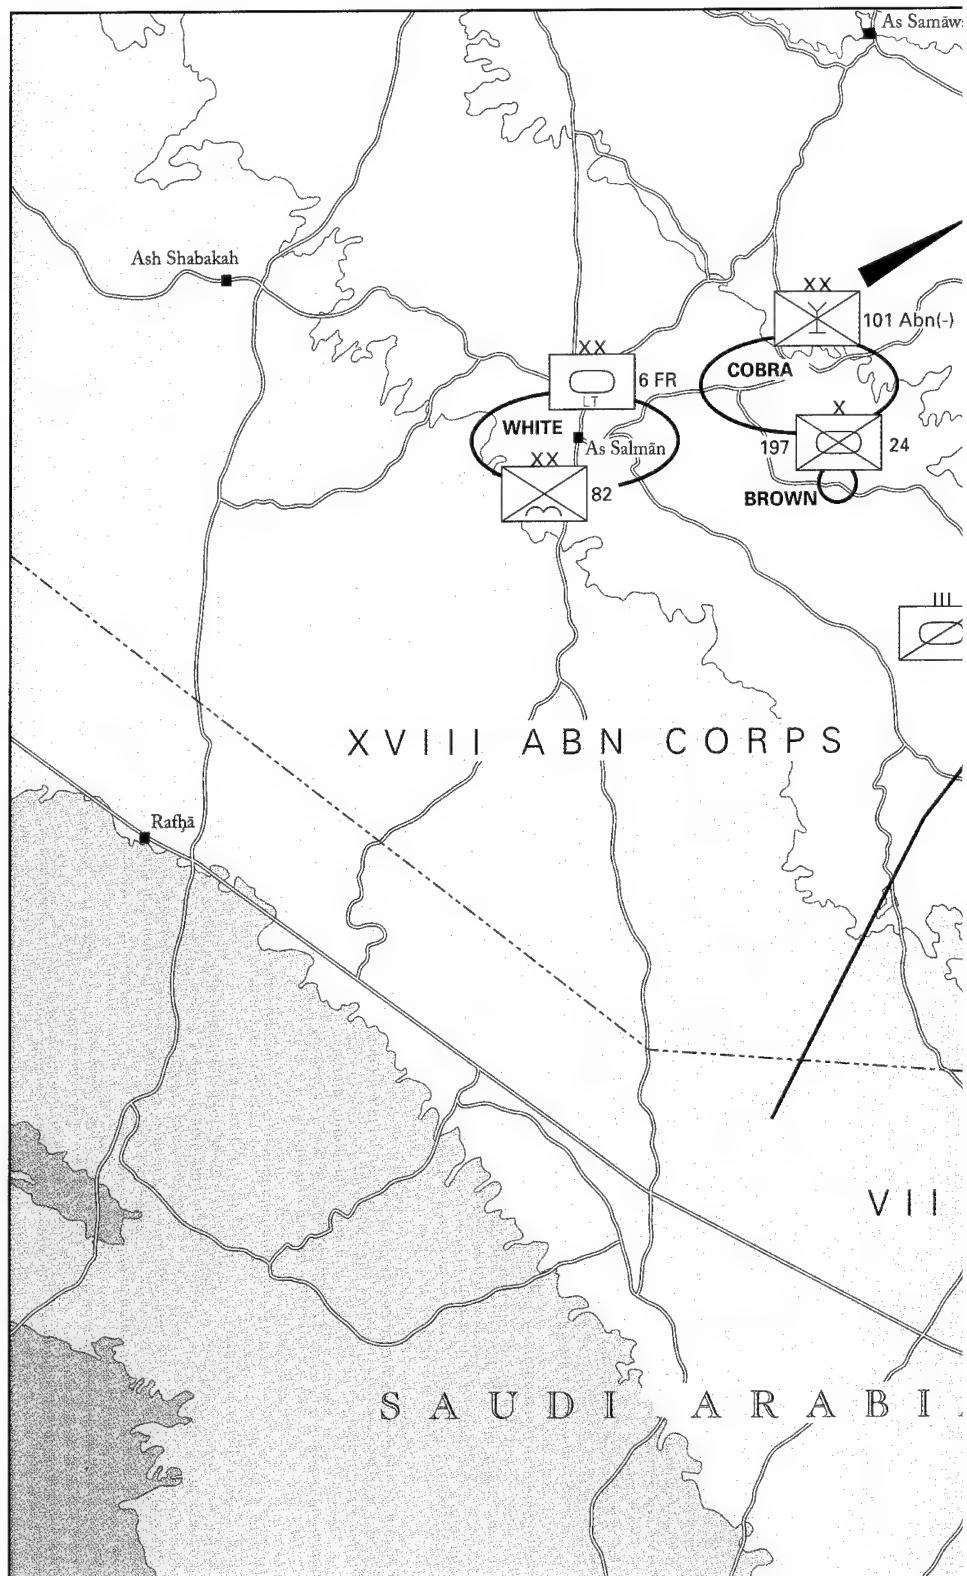 As Samāw
Ash Shabakah
XX
101 Abn(-)
XX
6 FR
LT
COBRA
WHITE
As Salmān
X
197
24
XX
82
BROWN
III
XVIII ABN CORPS
Rafḩā
VII
SAUDI ARABI